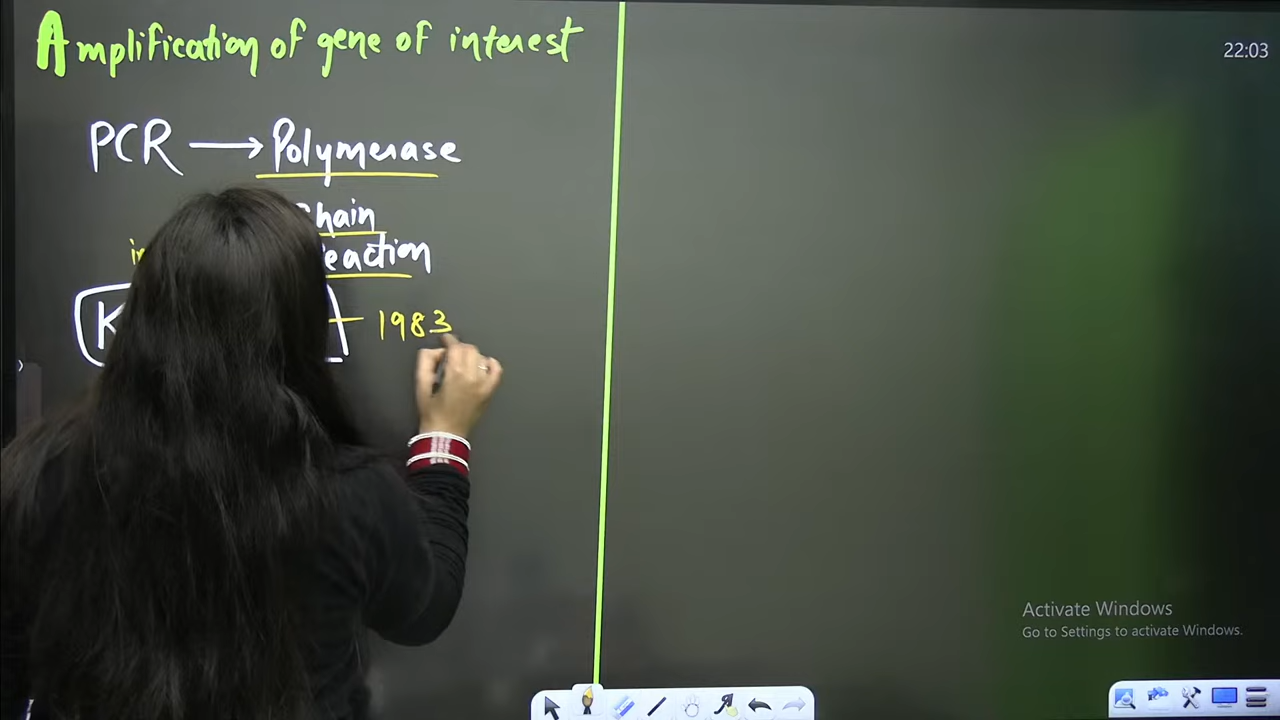 Amplification of gene of interest
22:03
PCR → Polymerase
Chain
Reaction
1983
Activate Windows
Go to Settings to activate Windows.